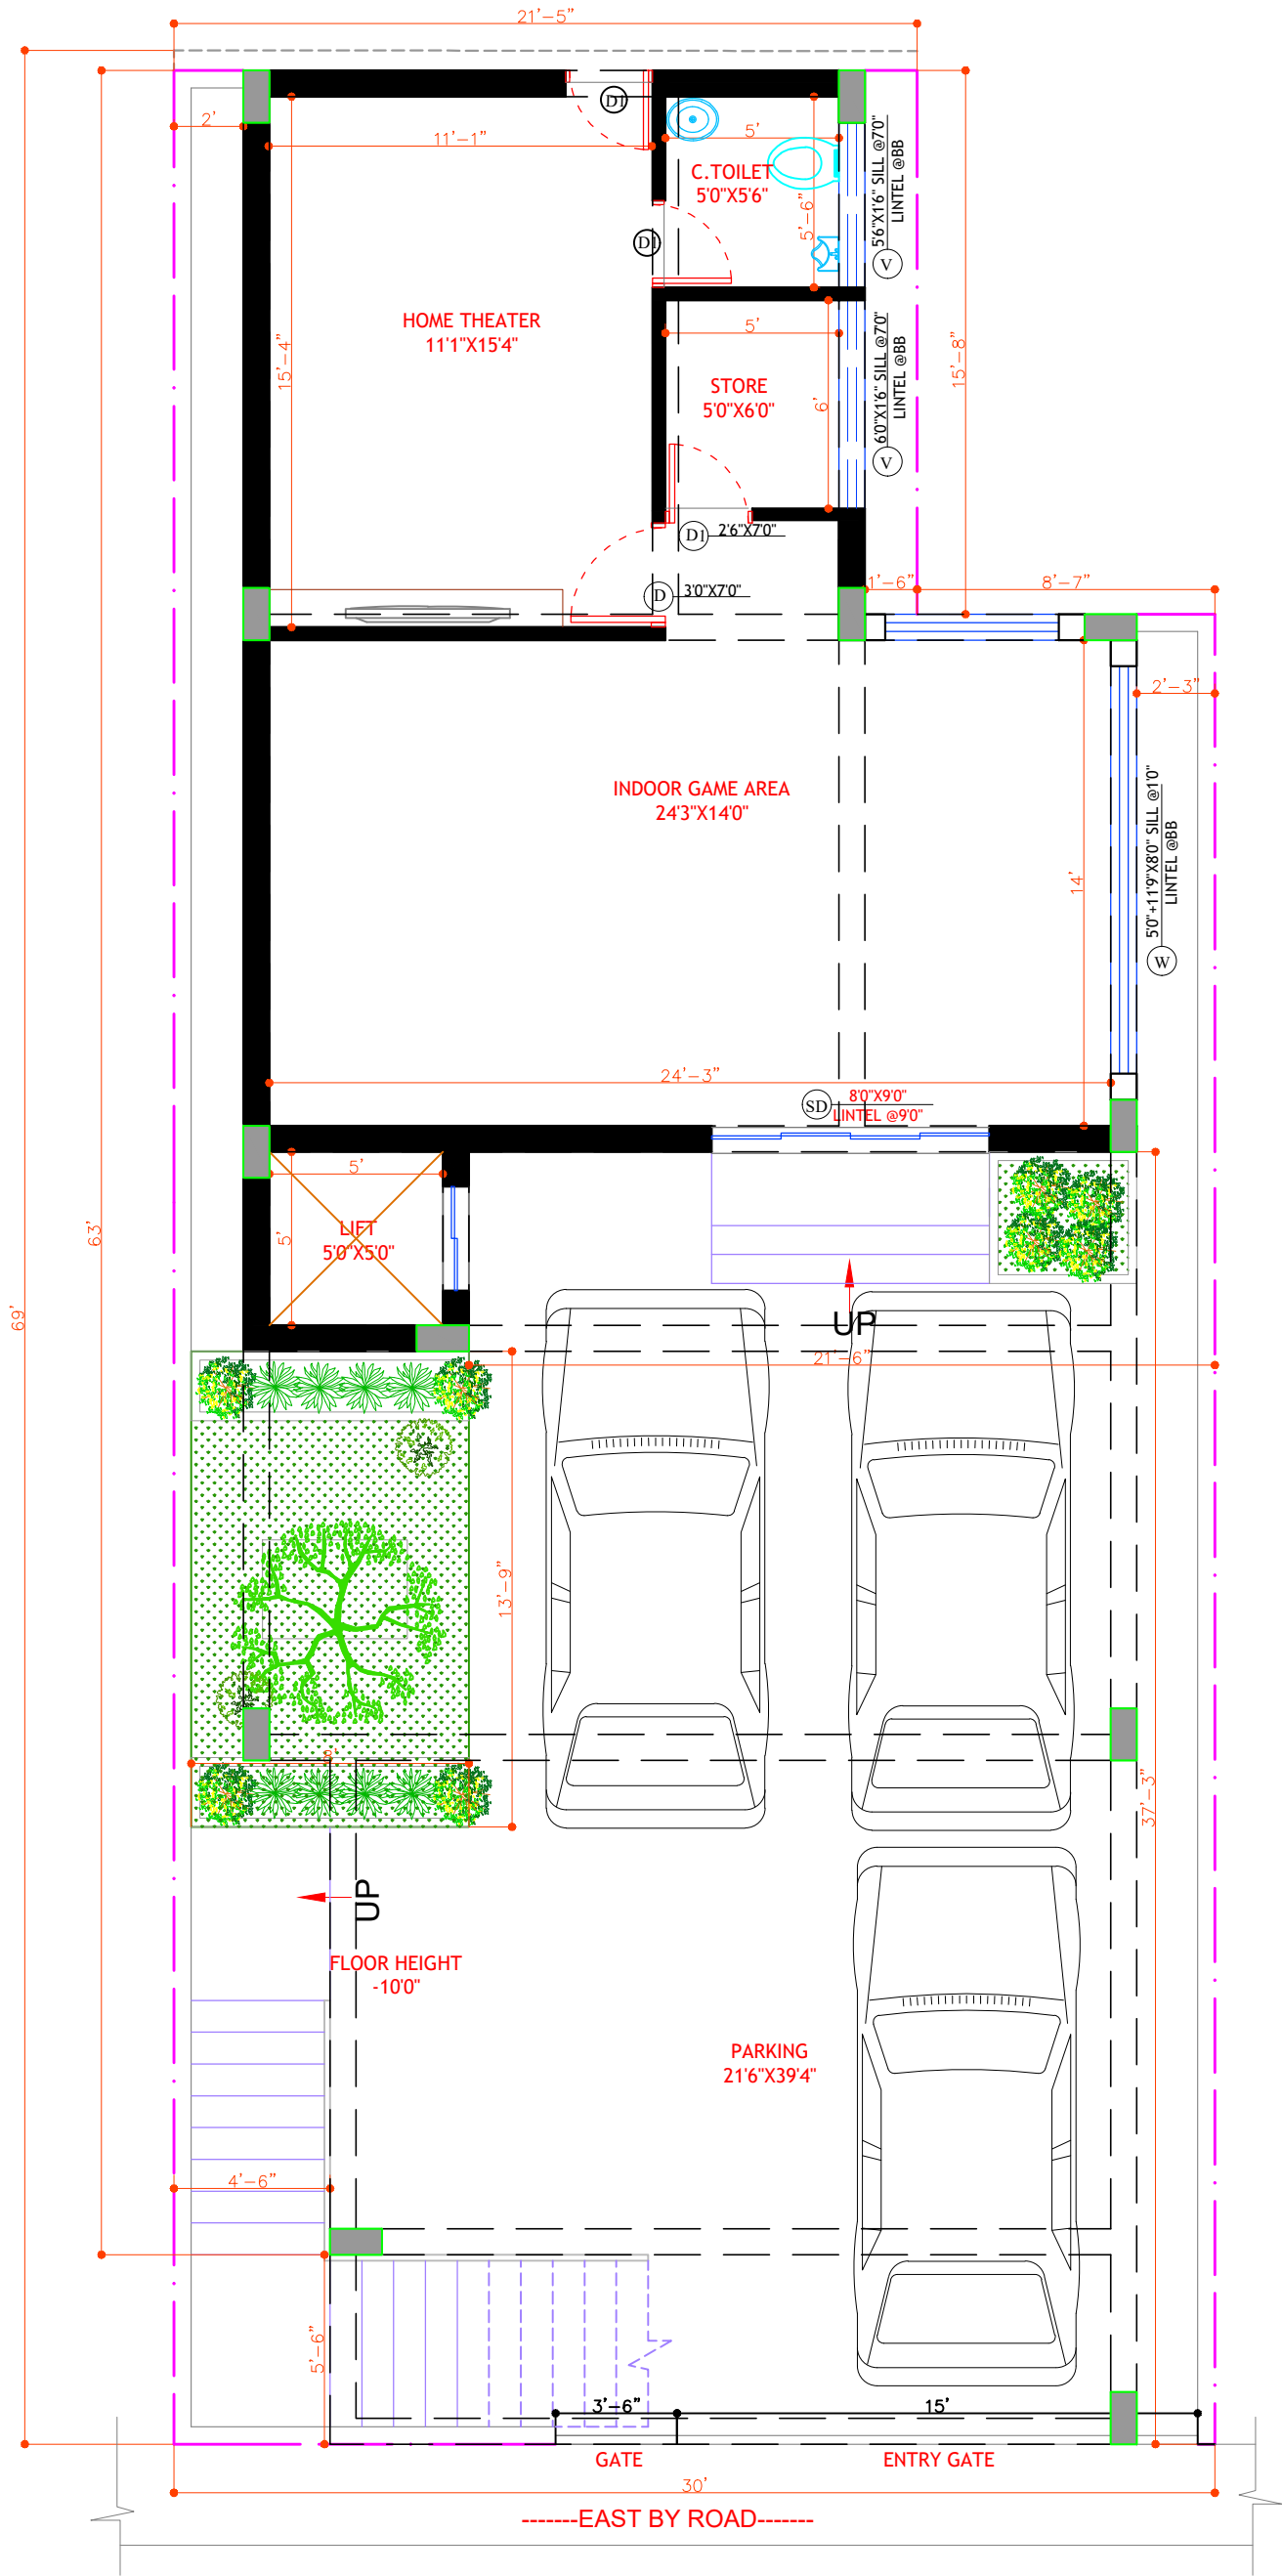 21'-5"
2'
D1
11'-1"
5'
C.TOILET
5'0"X5'6"
5'-6"
5'6"X1'6" SILL @7'0"
LINTEL @BB
V
D1
HOME THEATER
11'1"X15'4"
15'-4"
5'
STORE
5'0"X6'0"
6'
6'0"X1'6" SILL @7'0"
LINTEL @BB
V
15'-8"
D1
2'6"X7'0"
D
3'0"X7'0"
1'-6"
8'-7"
2'-3"
INDOOR GAME AREA
24'3"X14'0"
14'
5'0"+11'9"X8'0" SILL @1'0"
LINTEL @BB
W
24'-3"
SD
8'0"X9'0"
LINTEL @9'0"
5'
5'
LIFT
5'0"X5'0"
63'
69'
UP
21'-6"
13'-9"
8'
37'-3"
UP
FLOOR HEIGHT
-10'0"
PARKING
21'6"X39'4"
4'-6"
5'-6"
3'-6"
15'
GATE
ENTRY GATE
30'
-------EAST BY ROAD-------